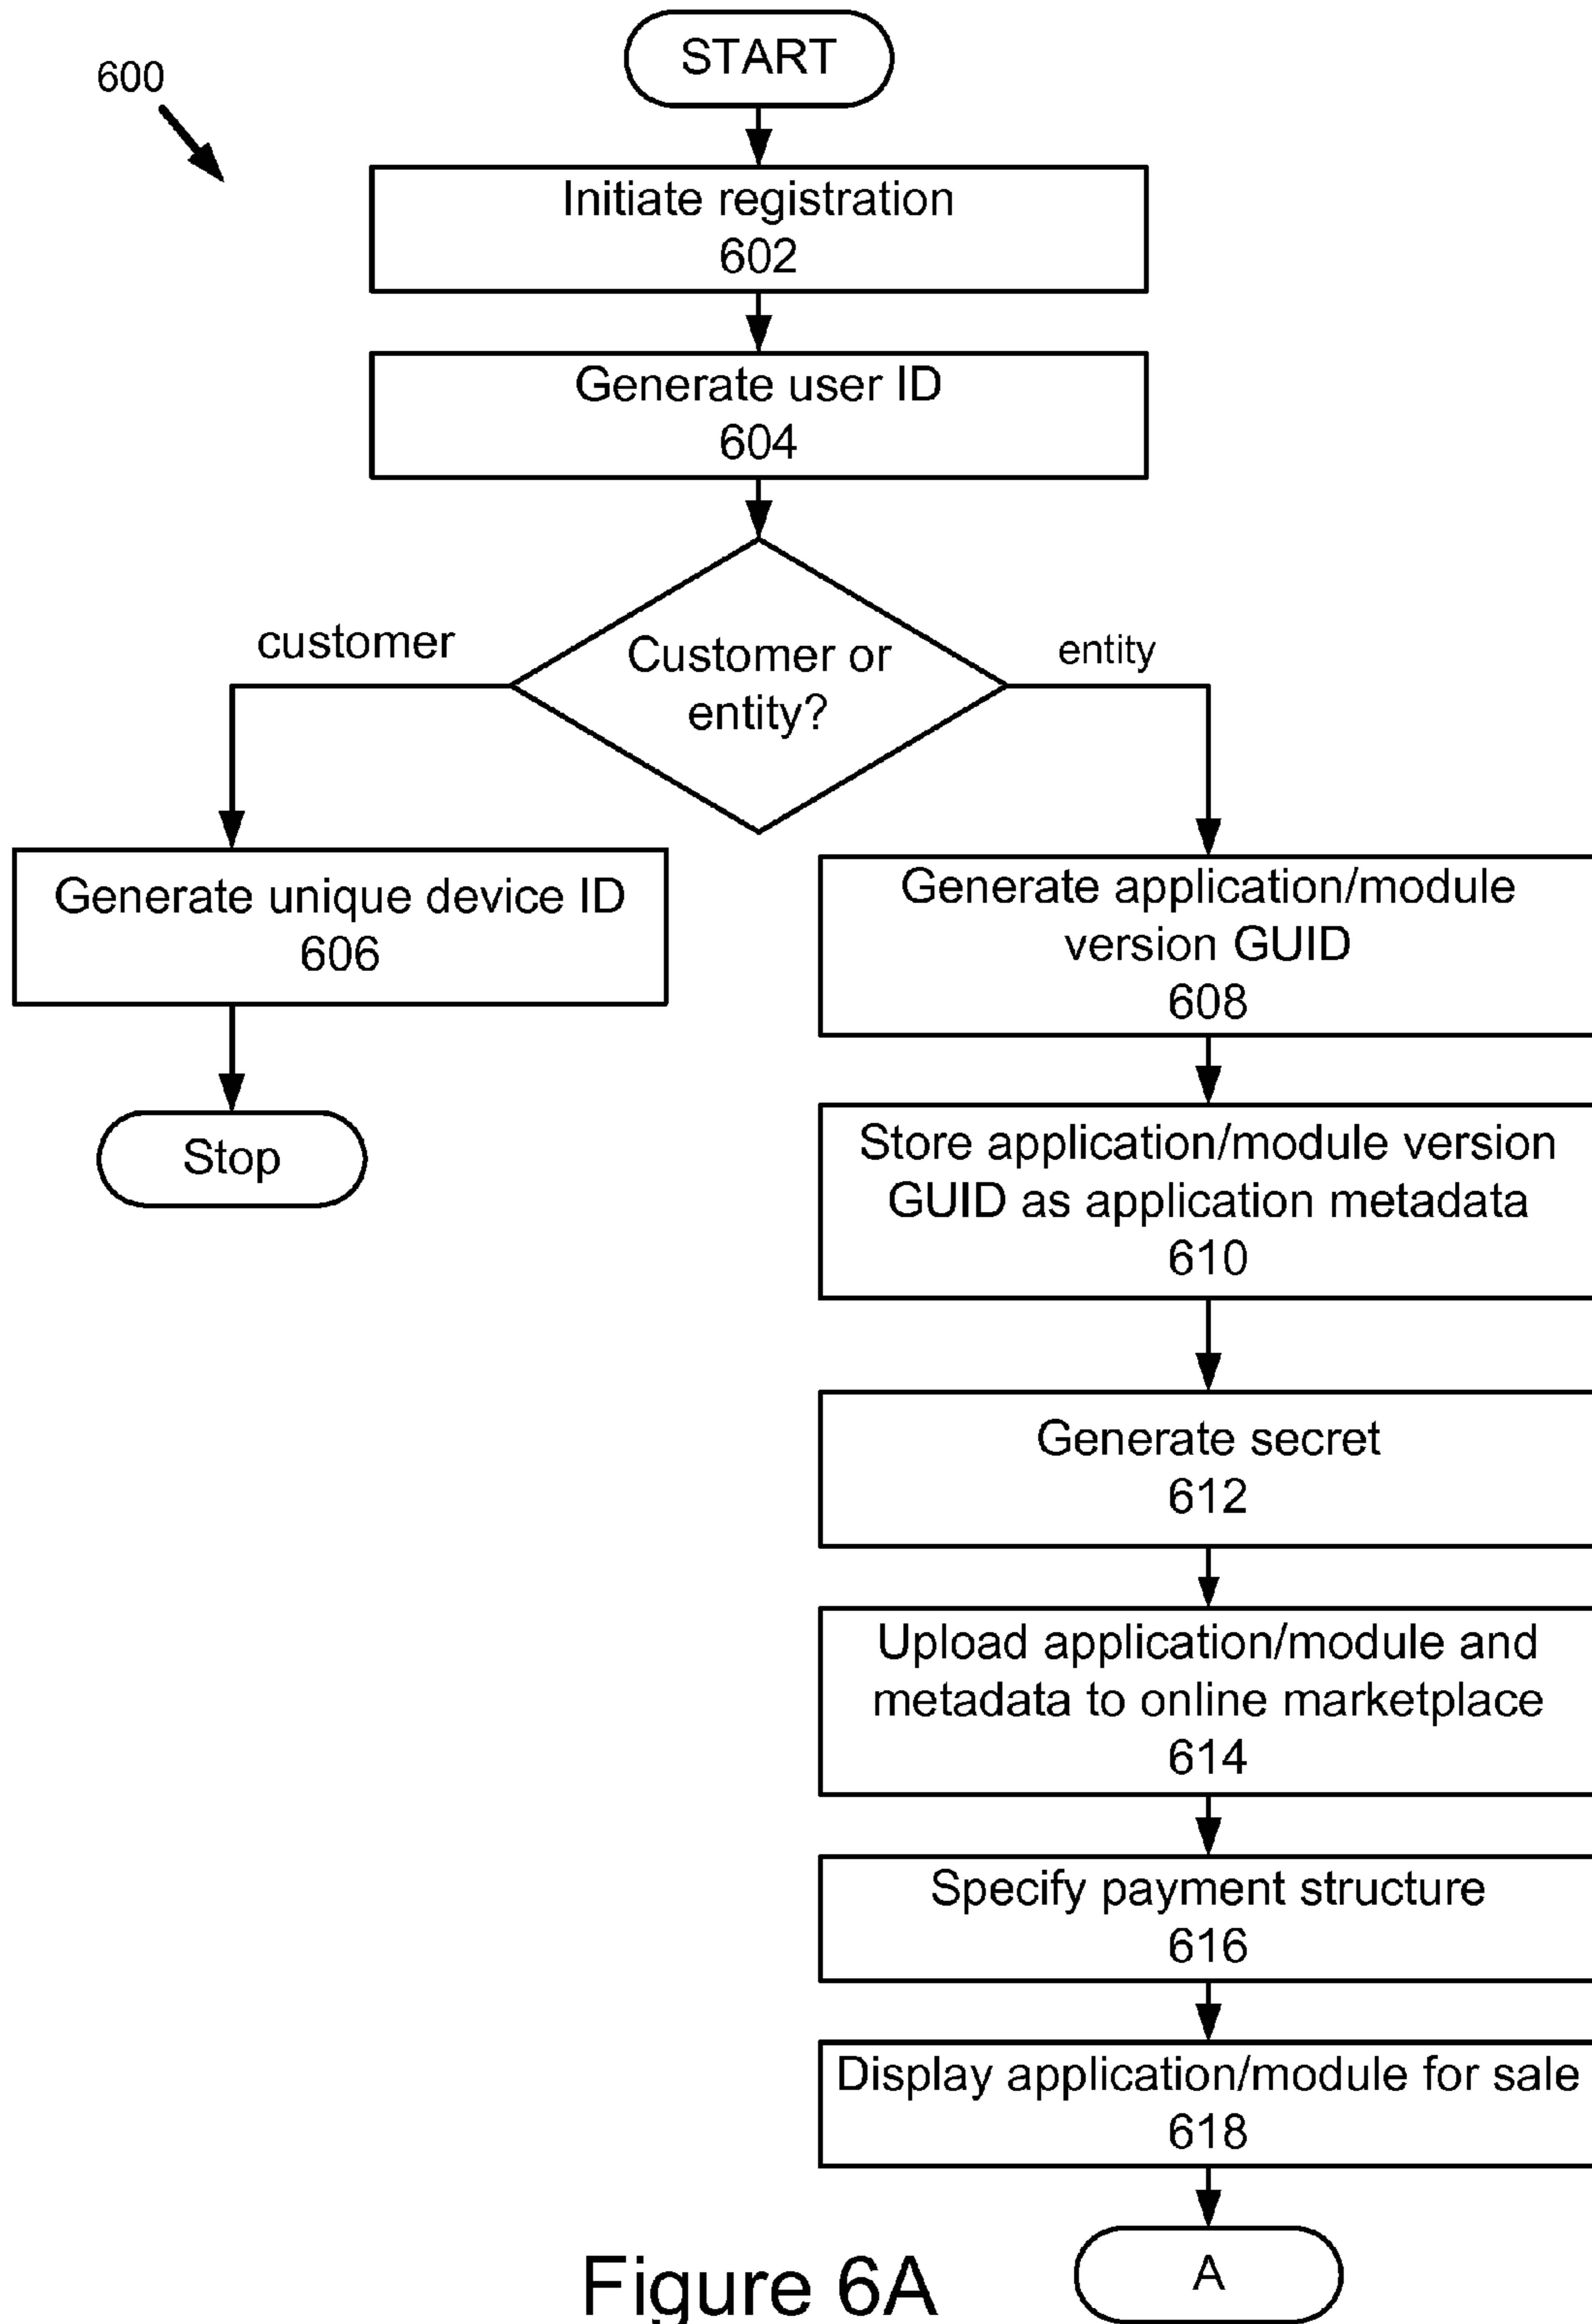 START
600
Initiate registration
602
Generate user ID
604
customer
Customer or
entity?
entity
Generate unique device ID
606
Stop
Generate application/module
version GUID
608
Store application/module version
GUID as application metadata
610
Generate secret
612
Upload application/module and
metadata to online marketplace
614
Specify payment structure
616
Display application/module for sale
618
A
Figure 6A